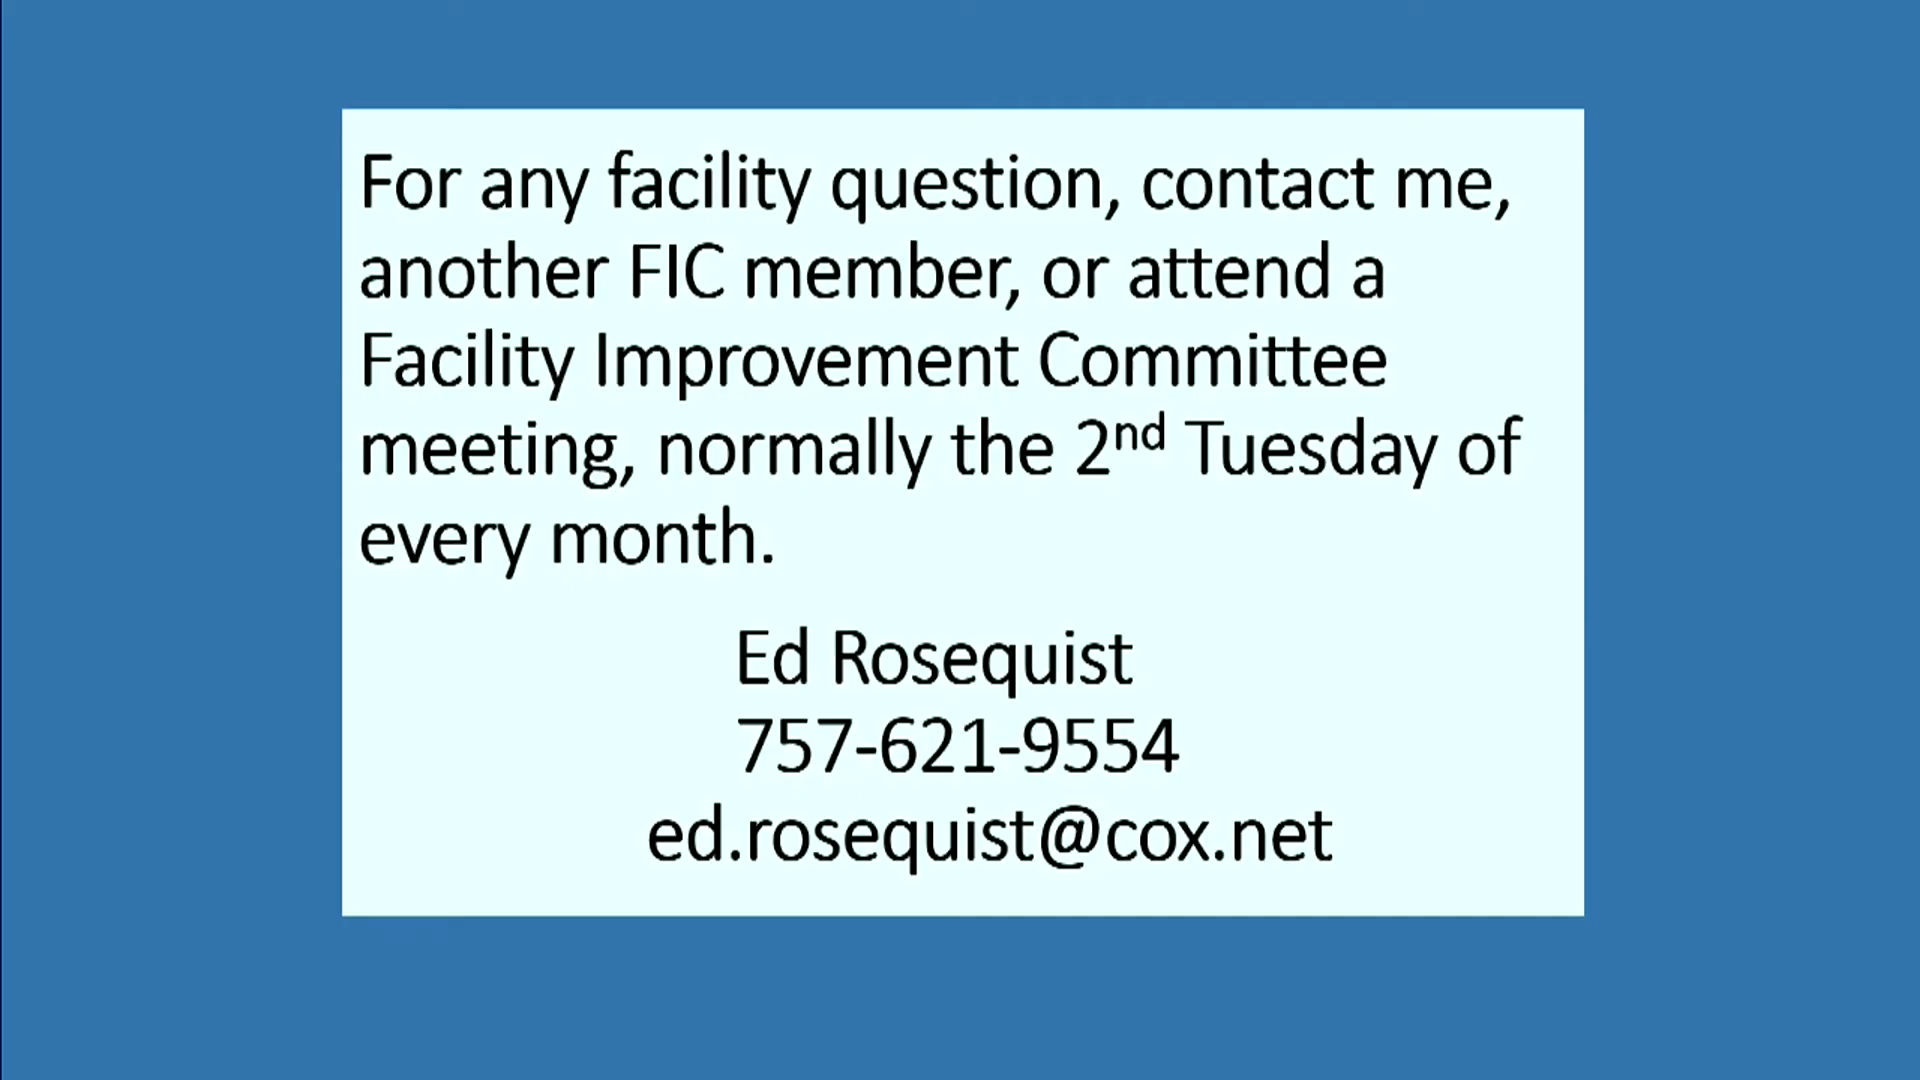 For any facility question, contact me,
another FIC member, or attend a
Facility Improvement Committee
meeting, normally the 2nd Tuesday of
every month.
Ed Rosequist
757-621-9554
ed.rosequist@cox.net